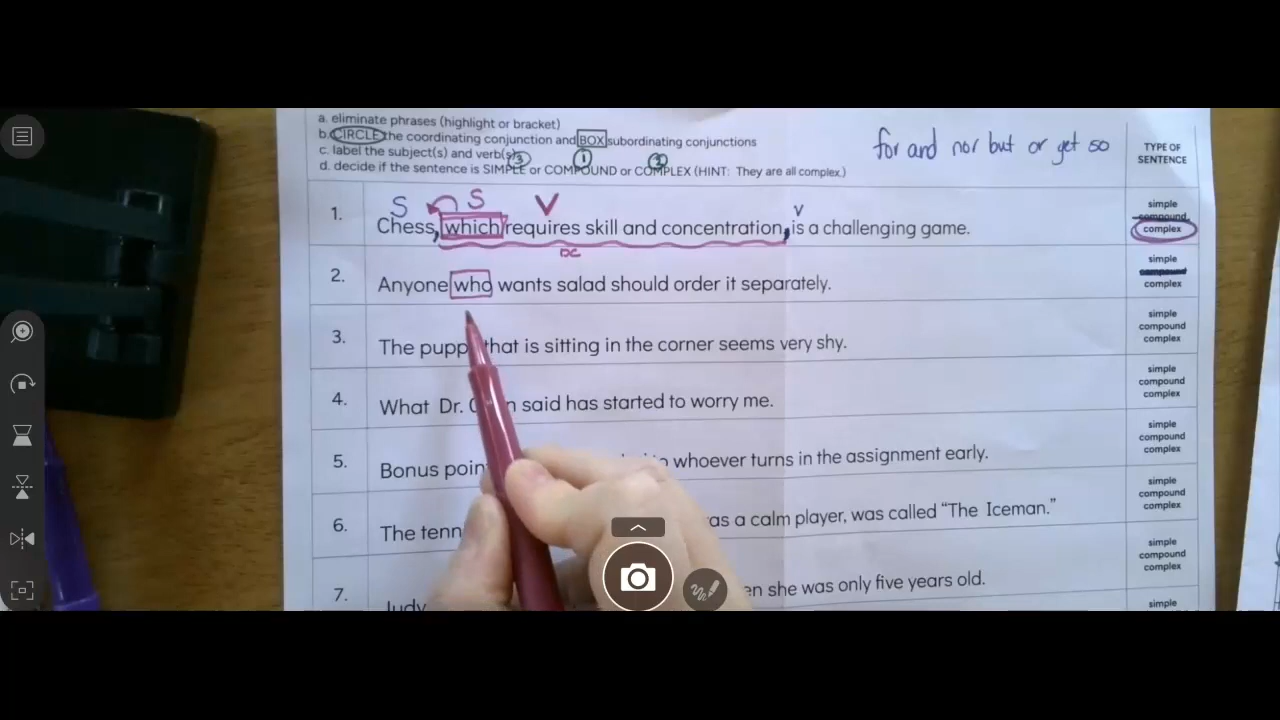 a. eliminate phrases (highlight or bracket)
b. CIRCLE the coordinating conjunction and BOX subordinating conjunctions
c. label the subject(s) and verb(s)
d. decide if the sentence is SIMPLE or COMPOUND or COMPLEX (HINT: They are all complex.)
for and nor but or yet so
TYPE OF
SENTENCE
S S V V
1. Chess, which requires skill and concentration, is a challenging game.
DC
simple
compound
complex
2. Anyone who wants salad should order it separately.
simple
complex
3. The that is sitting in the corner seems very shy.
simple
compound
complex
4. What Dr. said has started to worry me.
simple
compound
complex
5. Bonus whoever turns in the assignment early.
simple
compound
complex
6. The a calm player, was called “The Iceman.”
simple
compound
complex
7. Judy she was only five years old.
simple
compound
complex
simple